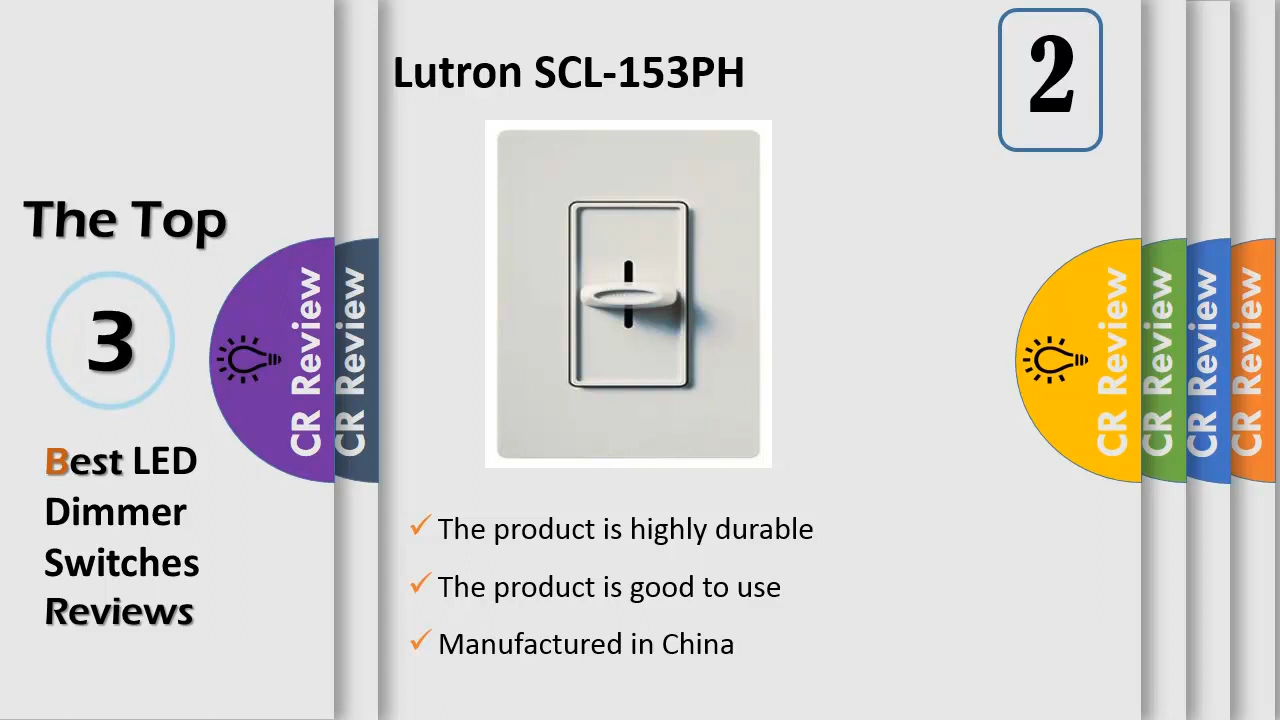 The Top
3
Best LED
Dimmer
Switches
Reviews
CR Review
CR Review
Lutron SCL-153PH
2
The product is highly durable
The product is good to use
Manufactured in China
CR Review
CR Review
CR Review
CR Review